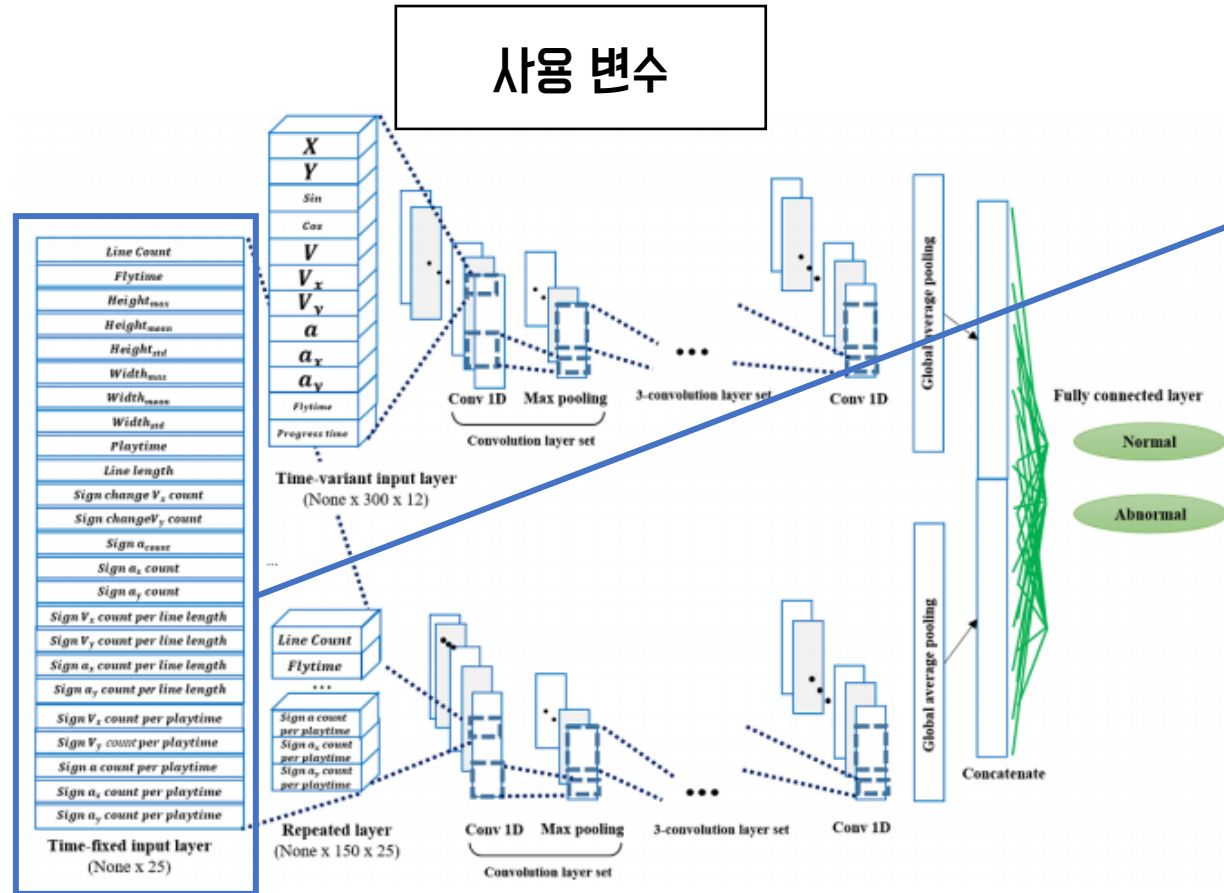 사용 변수
X
Y
Sin
Cos
V
V_x
V_y
a
a_x
a_y
Flytime
Progress time
Time-variant input layer
(None x 300 x 12)
Line Count
Flytime
Height_max
Height_mean
Height_std
Width_max
Width_mean
Width_std
Playtime
Line length
Sign change V_x count
Sign changeV_y count
Sign a_count
Sign a_x count
Sign a_y count
Sign V_x count per line length
Sign V_y count per line length
Sign a_x count per line length
Sign a_y count per line length
Sign V_x count per playtime
Sign V_y count per playtime
Sign a count per playtime
Sign a_x count per playtime
Sign a_y count per playtime
Time-fixed input layer
(None x 25)
...
Line Count
Flytime
...
Sign a count
per playtime
Sign a_x count
per playtime
Sign a_y count
per playtime
Repeated layer
(None x 150 x 25)
Conv 1D
Max pooling
Convolution layer set
3-convolution layer set
Conv 1D
Global average pooling
Conv 1D
Max pooling
Convolution layer set
3-convolution layer set
Conv 1D
Global average pooling
Concatenate
Fully connected layer
Normal
Abnormal